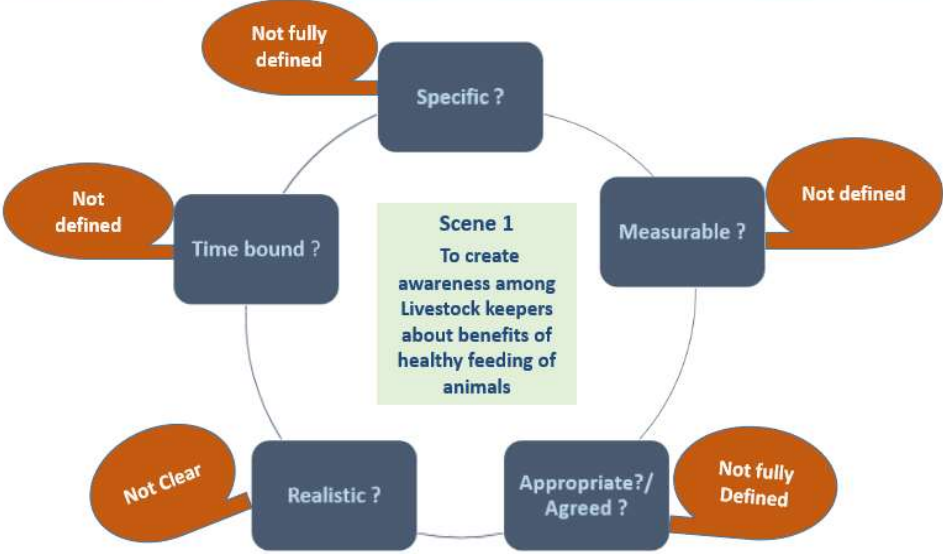 Not fully
defined
Specific ?
Not defined
Measurable ?
Not
defined
Time bound ?
Scene 1
To create
awareness among
Livestock keepers
about benefits of
healthy feeding of
animals
Not Clear
Realistic ?
Appropriate?/
Agreed ?
Not fully
Defined